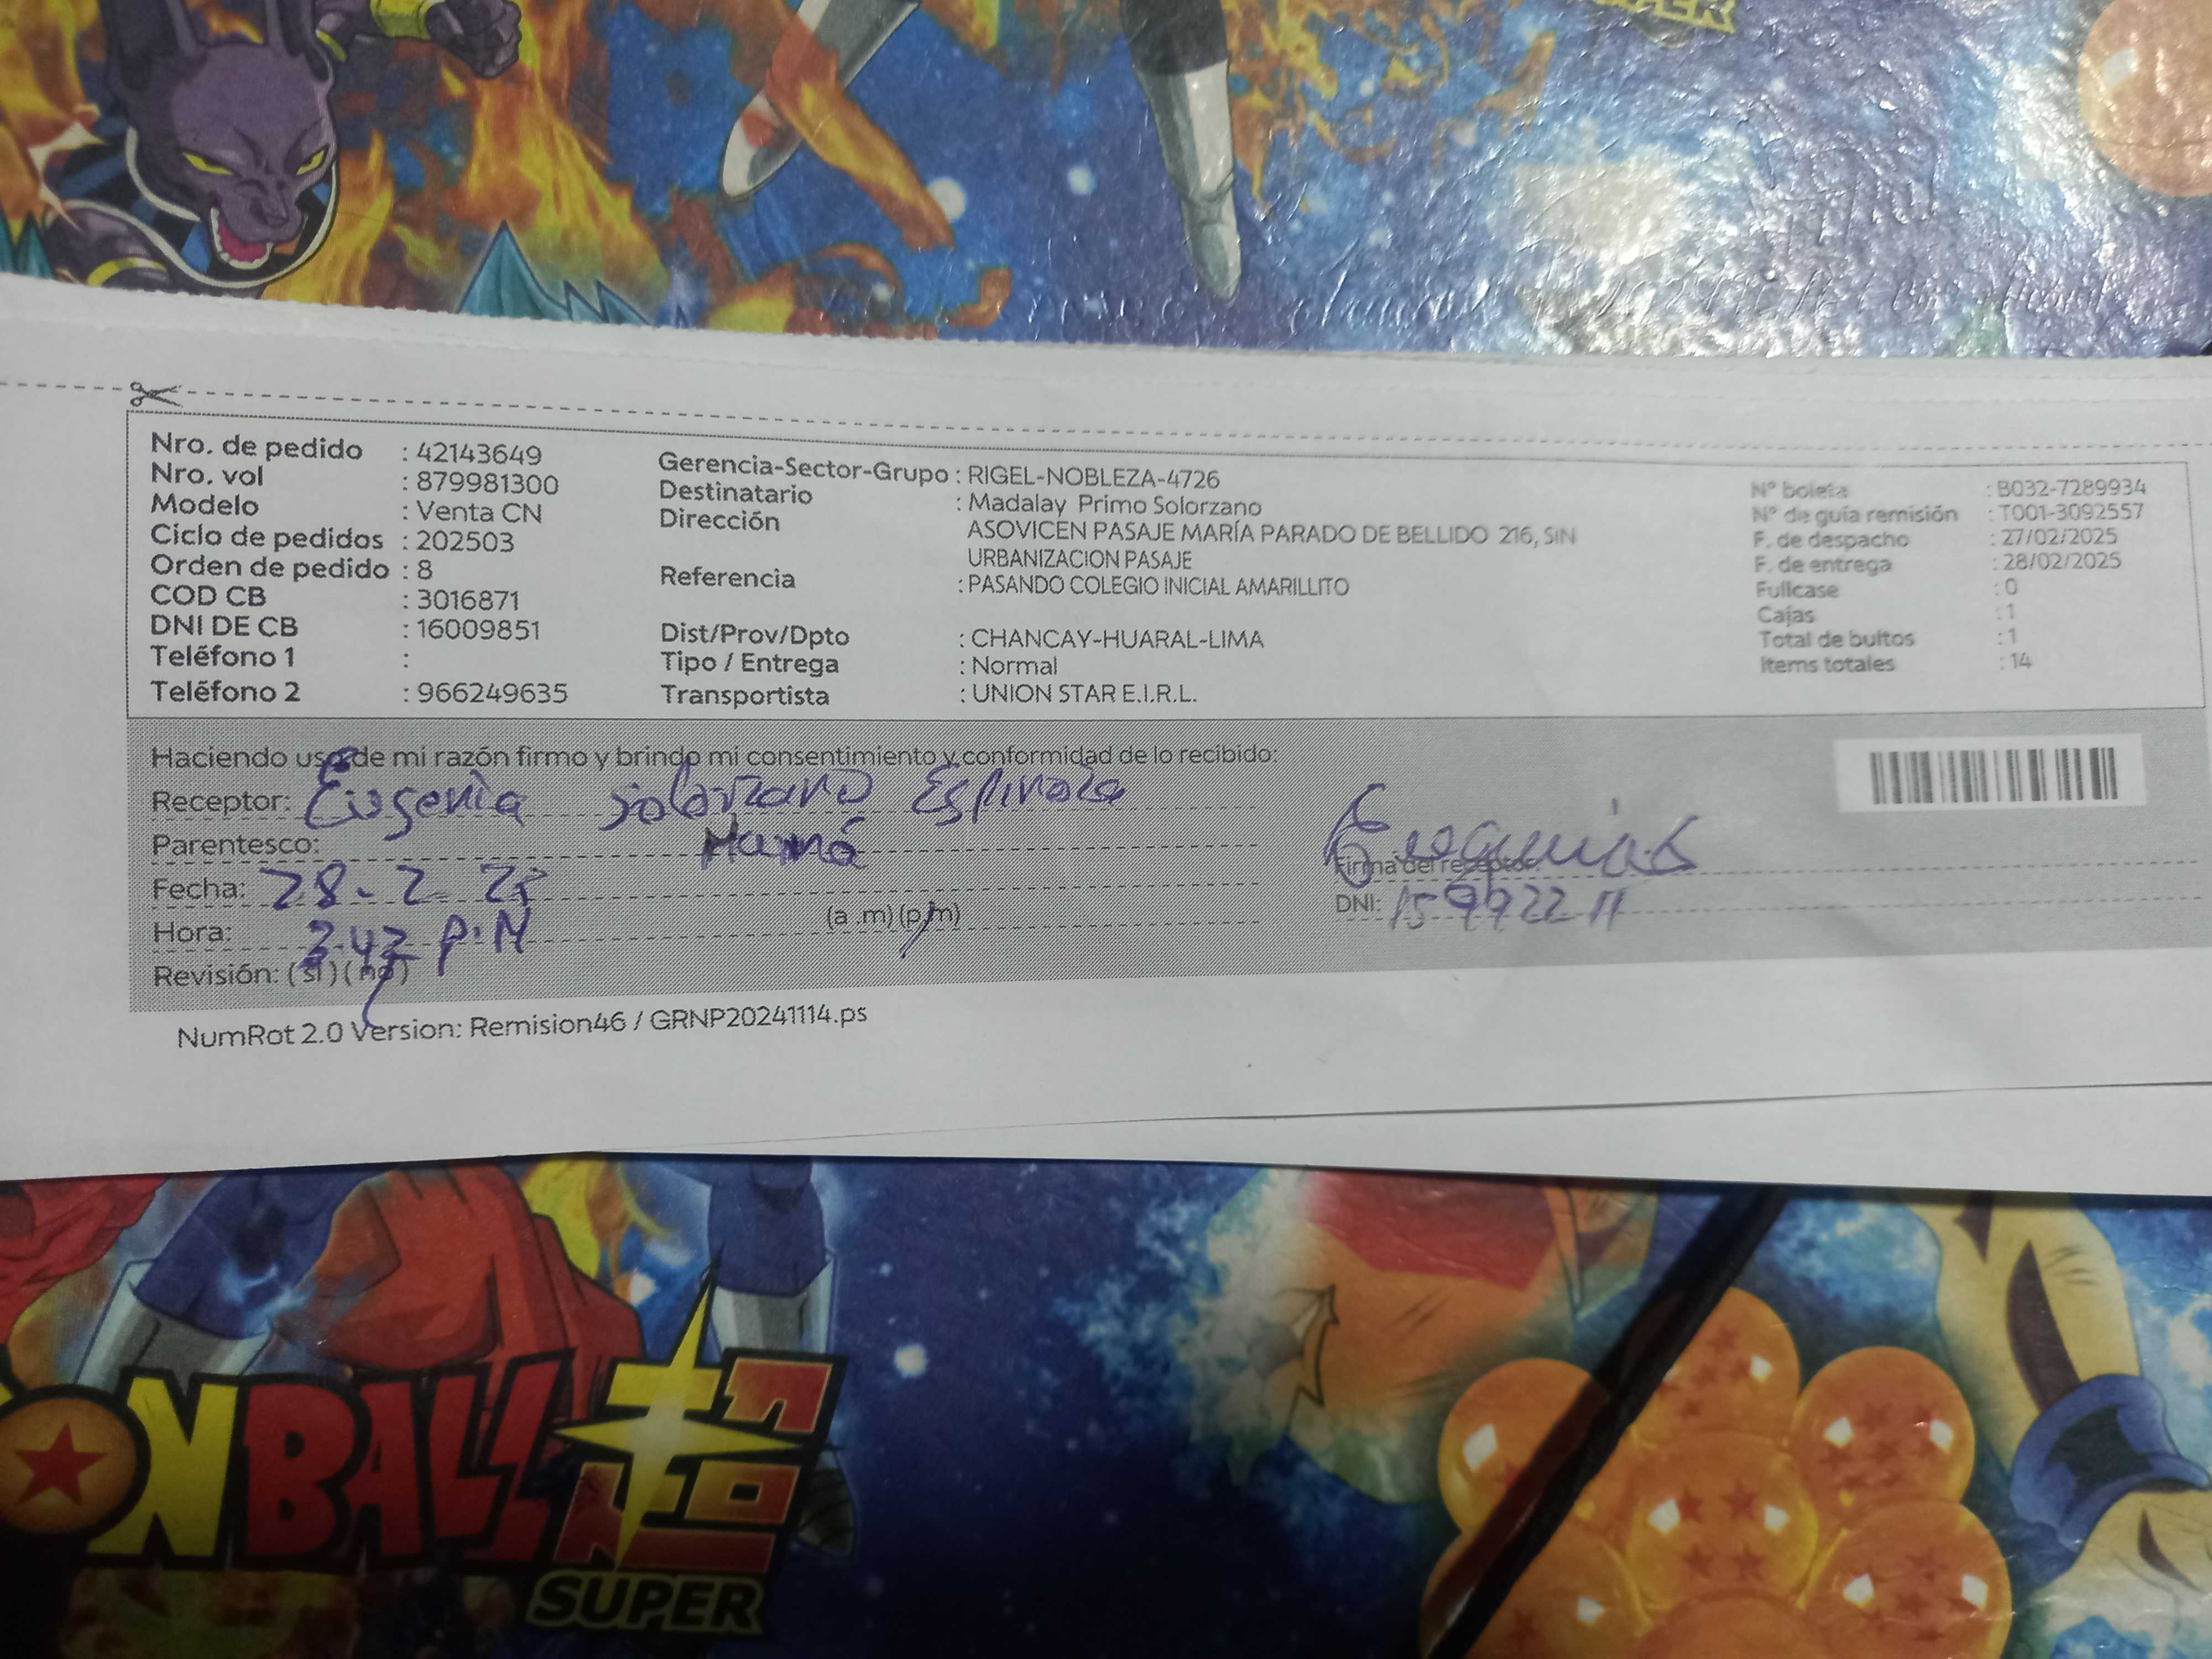 Nro. de pedido : 42143649
Nro. vol : 879981300
Modelo : Venta CN
Ciclo de pedidos : 202503
Orden de pedido : 8
COD CB : 3016871
DNI DE CB : 16009851
Teléfono 1 :
Teléfono 2 : 966249635
Gerencia-Sector-Grupo : RIGEL-NOBLEZA-4726
Destinatario : Madalay Primo Solorzano
Dirección ASOVICEN PASAJE MARÍA PARADO DE BELLIDO 216, SIN
URBANIZACION PASAJE
Referencia : PASANDO COLEGIO INICIAL AMARILLITO
Dist/Prov/Dpto : CHANCAY-HUARAL-LIMA
Tipo / Entrega : Normal
Transportista : UNION STAR E.I.R.L.
N° boleta : B032-7289934
N° de guía remisión : T001-3092557
F. de despacho : 27/02/2025
F. de entrega : 28/02/2025
Fullcase : 0
Cajas : 1
Total de bultos : 1
Items totales : 14
Haciendo uso de mi razón firmo y brindo mi consentimiento y conformidad de lo recibido:
Receptor: Eugenia Solorzano Espinoza
Parentesco: Mamá
Fecha: 28-2-
Hora: 3.42 P.M (a.m) (p.m)
Revisión: (si) (no)
Firma del receptor:
DNI: 15992211
NumRot 2.0 Version: Remision46 / GRNP20241114.ps
ONBALL
超
SUPER